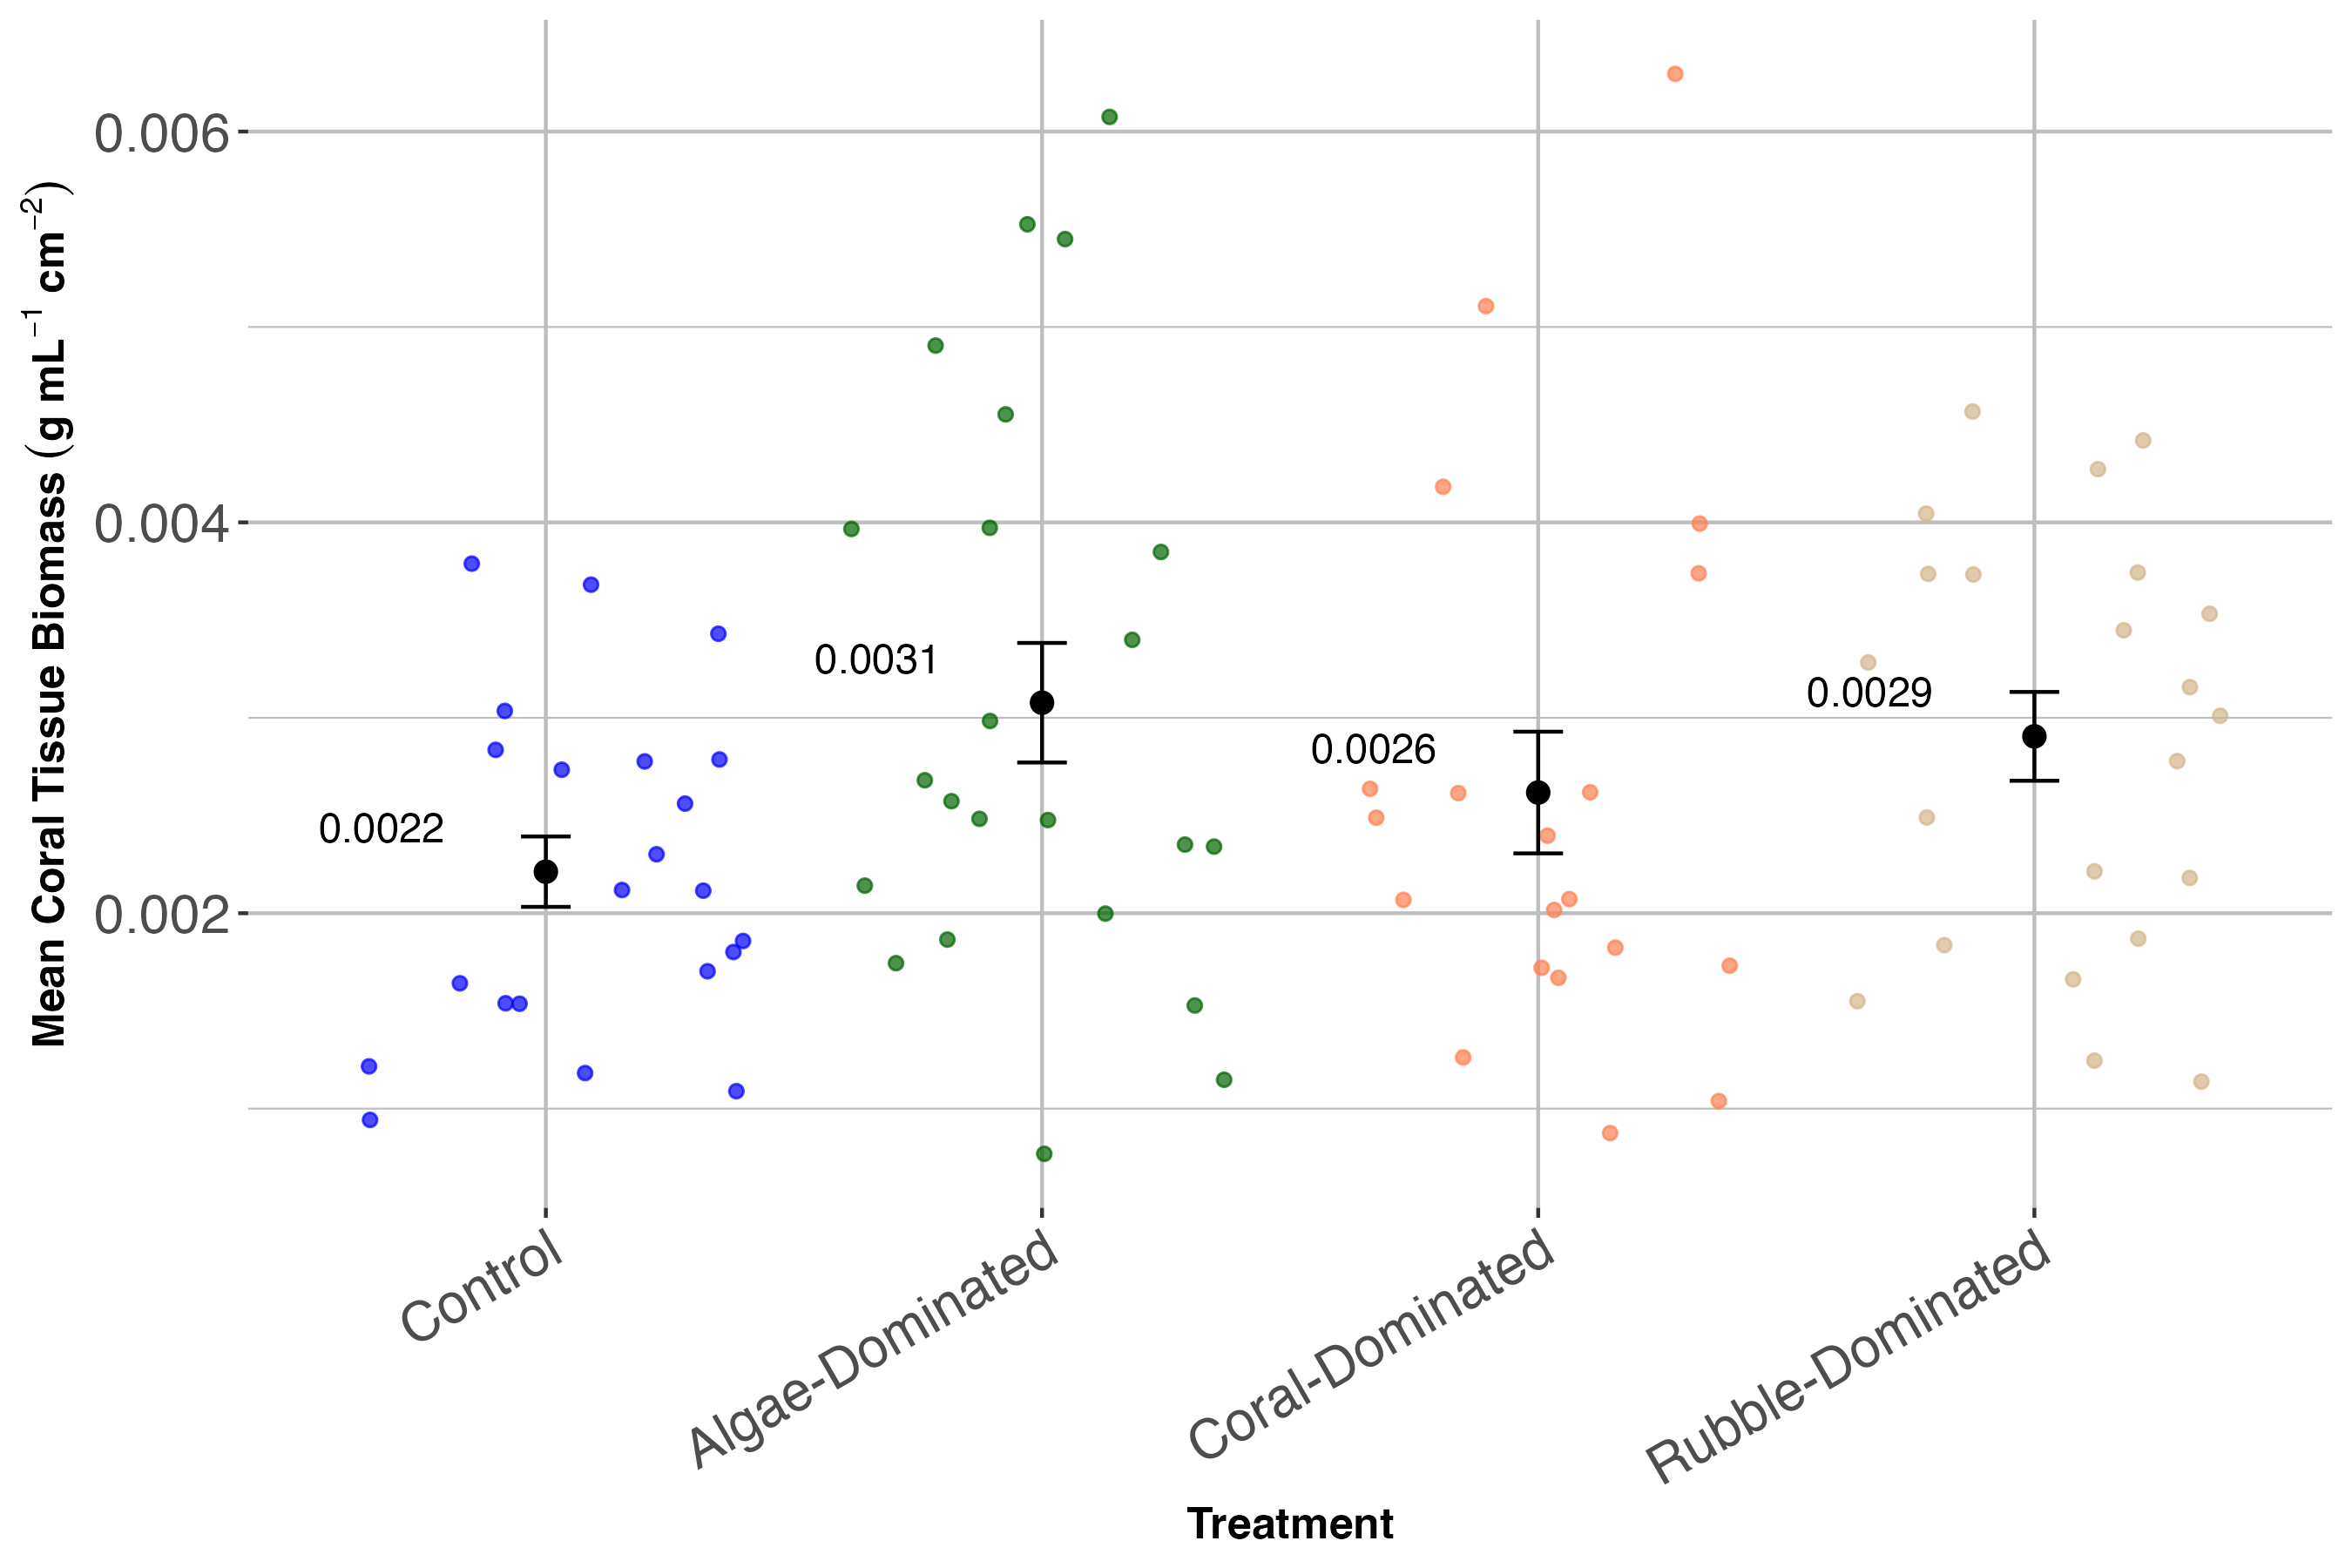 Mean Coral Tissue Biomass (g mL⁻¹ cm⁻²)
0.006
0.004
0.002
0.0022
0.0031
0.0026
0.0029
Control
Algae-Dominated
Coral-Dominated
Rubble-Dominated
Treatment